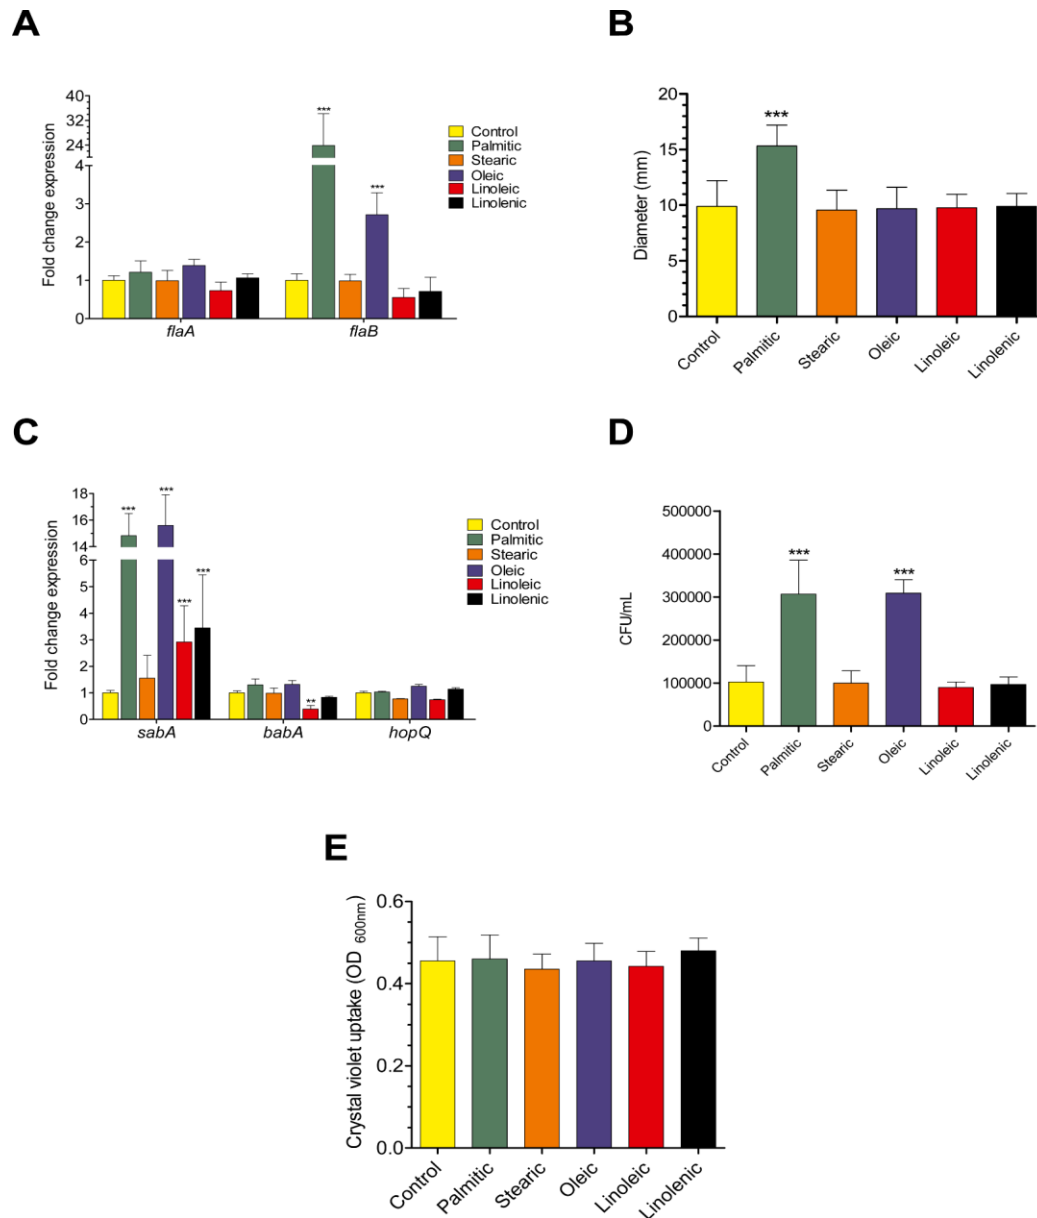 A
Fold change expression
40
32
24
4
3
2
1
0
***
***
flaA
flaB
Control
Palmitic
Stearic
Oleic
Linoleic
Linolenic
B
Diameter (mm)
20
15
10
5
0
***
Control
Palmitic
Stearic
Oleic
Linoleic
Linolenic
C
Fold change expression
18
16
14
6
5
4
3
2
1
0
***
***
***
***
**
sabA
babA
hopQ
Control
Palmitic
Stearic
Oleic
Linoleic
Linolenic
D
CFU/mL
500000
400000
300000
200000
100000
0
***
***
Control
Palmitic
Stearic
Oleic
Linoleic
Linolenic
E
Crystal violet uptake (OD 600nm)
0.6
0.4
0.2
0.0
Control
Palmitic
Stearic
Oleic
Linoleic
Linolenic